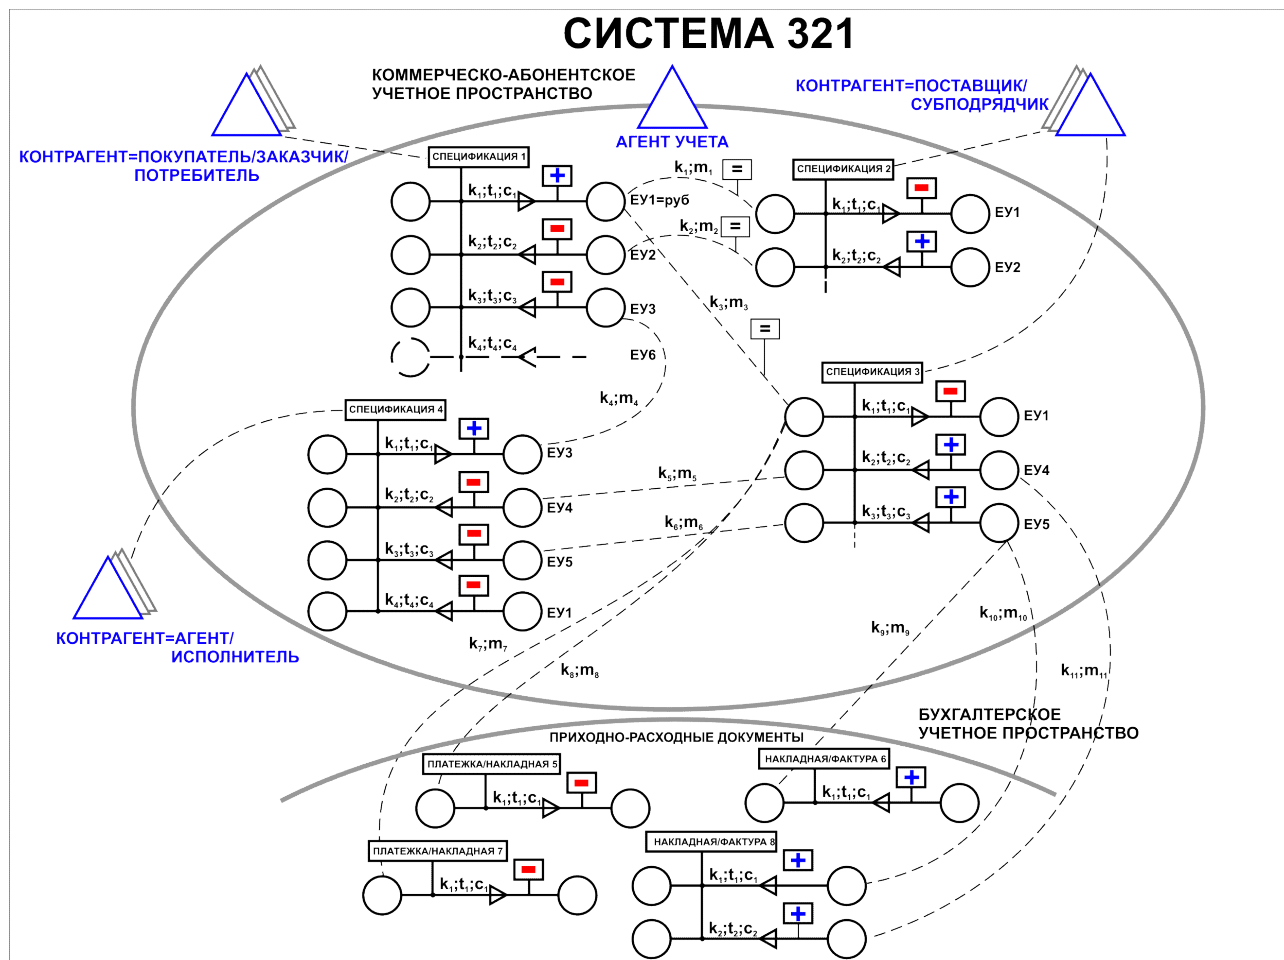 СИСТЕМА 321
КОММЕРЧЕСКО-АБОНЕНТСКОЕ
УЧЕТНОЕ ПРОСТРАНСТВО
КОНТРАГЕНТ=ПОСТАВЩИК/
СУБПОДРЯДЧИК
АГЕНТ УЧЕТА
КОНТРАГЕНТ=ПОКУПАТЕЛЬ/ЗАКАЗЧИК/
ПОТРЕБИТЕЛЬ
СПЕЦИФИКАЦИЯ 1
k₁;t₁;c₁
+
ЕУ1=руб
k₂;t₂;c₂
-
ЕУ2
k₃;t₃;c₃
-
ЕУ3
k₄;t₄;c₄
ЕУ6
k₁;m₁
=
k₂;m₂
=
k₃;m₃
=
k₄;m₄
СПЕЦИФИКАЦИЯ 2
k₁;t₁;c₁
-
ЕУ1
k₂;t₂;c₂
+
ЕУ2
СПЕЦИФИКАЦИЯ 3
k₁;t₁;c₁
-
ЕУ1
k₂;t₂;c₂
+
ЕУ4
k₃;t₃;c₃
+
ЕУ5
СПЕЦИФИКАЦИЯ 4
k₁;t₁;c₁
+
ЕУ3
k₂;t₂;c₂
-
ЕУ4
k₃;t₃;c₃
-
ЕУ5
k₄;t₄;c₄
-
ЕУ1
k₅;m₅
k₆;m₆
КОНТРАГЕНТ=АГЕНТ/
ИСПОЛНИТЕЛЬ
k₇;m₇
k₈;m₈
k₉;m₉
k₁₀;m₁₀
k₁₁;m₁₁
БУХГАЛТЕРСКОЕ
УЧЕТНОЕ ПРОСТРАНСТВО
ПРИХОДНО-РАСХОДНЫЕ ДОКУМЕНТЫ
ПЛАТЕЖКА/НАКЛАДНАЯ 5
k₁;t₁;c₁
-
НАКЛАДНАЯ/ФАКТУРА 6
k₁;t₁;c₁
+
ПЛАТЕЖКА/НАКЛАДНАЯ 7
k₁;t₁;c₁
-
НАКЛАДНАЯ/ФАКТУРА 8
k₁;t₁;c₁
+
k₂;t₂;c₂
+